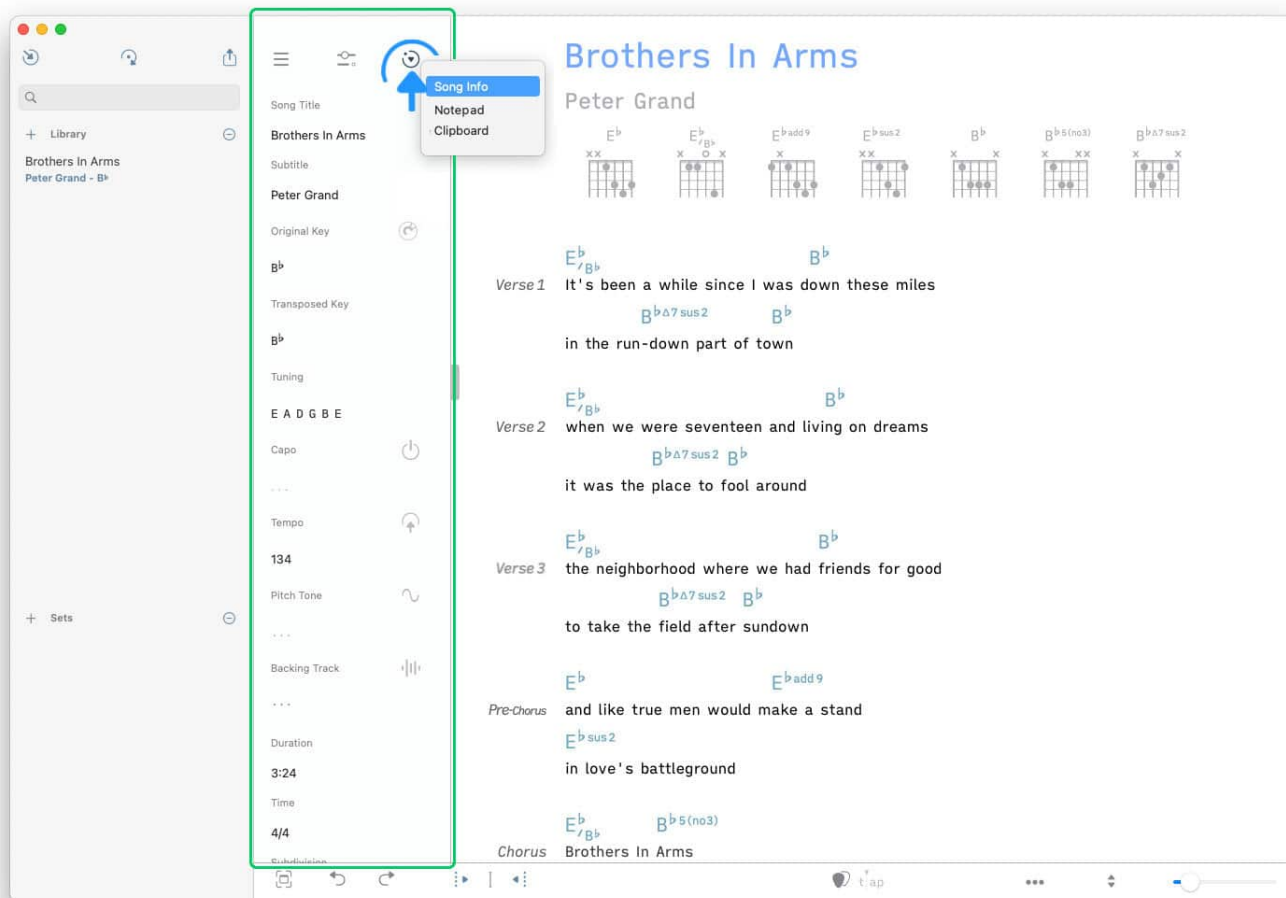 Library
Brothers In Arms
Peter Grand - B♭
Sets
Song Title
Brothers In Arms
Subtitle
Peter Grand
Original Key
B♭
Transposed Key
B♭
Tuning
E A D G B E
Capo
...
Tempo
134
Pitch Tone
...
Backing Track
...
Duration
3:24
Time
4/4
Subdivision
Song Info
Notepad
Clipboard
Brothers In Arms
Peter Grand
E♭ E♭/B♭ E♭add9 E♭sus2 B♭ B♭5(no3) B♭Δ7sus2
xx x o x x xx x x x xx x x
E♭/B♭ B♭
Verse 1 It's been a while since I was down these miles
B♭Δ7sus2 B♭
in the run-down part of town
E♭/B♭ B♭
Verse 2 when we were seventeen and living on dreams
B♭Δ7sus2 B♭
it was the place to fool around
E♭/B♭ B♭
Verse 3 the neighborhood where we had friends for good
B♭Δ7sus2 B♭
to take the field after sundown
E♭ E♭add9
Pre-Chorus and like true men would make a stand
E♭sus2
in love's battleground
E♭/B♭ B♭5(no3)
Chorus Brothers In Arms
t:ap